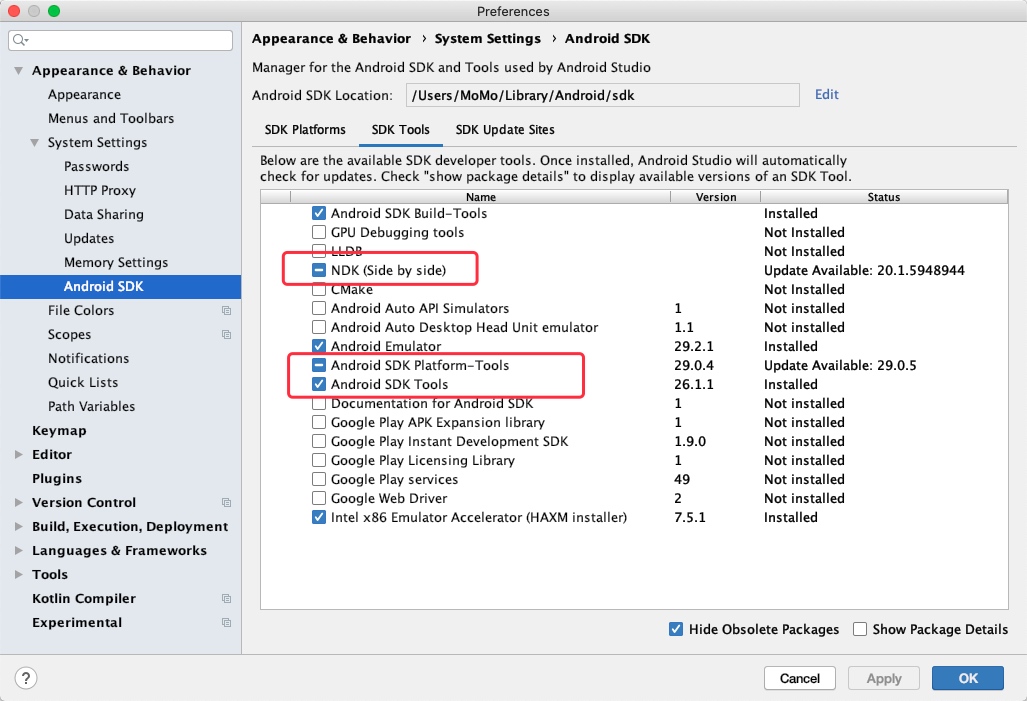 Preferences
Appearance & Behavior › System Settings › Android SDK
Manager for the Android SDK and Tools used by Android Studio
Android SDK Location: /Users/MoMo/Library/Android/sdk Edit
SDK Platforms SDK Tools SDK Update Sites
Below are the available SDK developer tools. Once installed, Android Studio will automatically
check for updates. Check "show package details" to display available versions of an SDK Tool.
Name Version Status
Android SDK Build-Tools Installed
GPU Debugging tools Not Installed
LLDB Not Installed
NDK (Side by side) Update Available: 20.1.5948944
CMake Not Installed
Android Auto API Simulators 1 Not installed
Android Auto Desktop Head Unit emulator 1.1 Not installed
Android Emulator 29.2.1 Installed
Android SDK Platform-Tools 29.0.4 Update Available: 29.0.5
Android SDK Tools 26.1.1 Installed
Documentation for Android SDK 1 Not installed
Google Play APK Expansion library 1 Not installed
Google Play Instant Development SDK 1.9.0 Not installed
Google Play Licensing Library 1 Not installed
Google Play services 49 Not installed
Google Web Driver 2 Not installed
Intel x86 Emulator Accelerator (HAXM installer) 7.5.1 Installed
Hide Obsolete Packages Show Package Details
Appearance & Behavior
Appearance
Menus and Toolbars
System Settings
Passwords
HTTP Proxy
Data Sharing
Updates
Memory Settings
Android SDK
File Colors
Scopes
Notifications
Quick Lists
Path Variables
Keymap
Editor
Plugins
Version Control
Build, Execution, Deployment
Languages & Frameworks
Tools
Kotlin Compiler
Experimental
? Cancel Apply OK